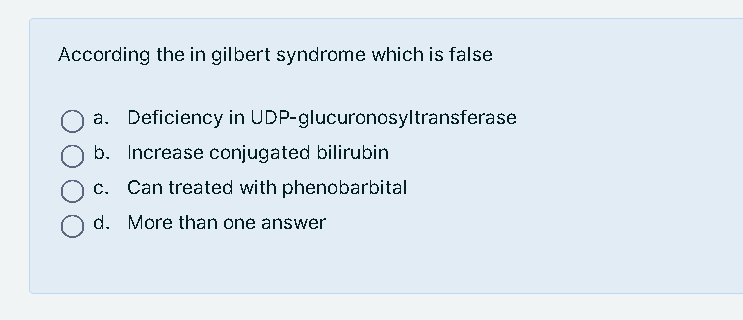 According the in gilbert syndrome which is false
a. Deficiency in UDP-glucuronosyltransferase
b. Increase conjugated bilirubin
c. Can treated with phenobarbital
d. More than one answer